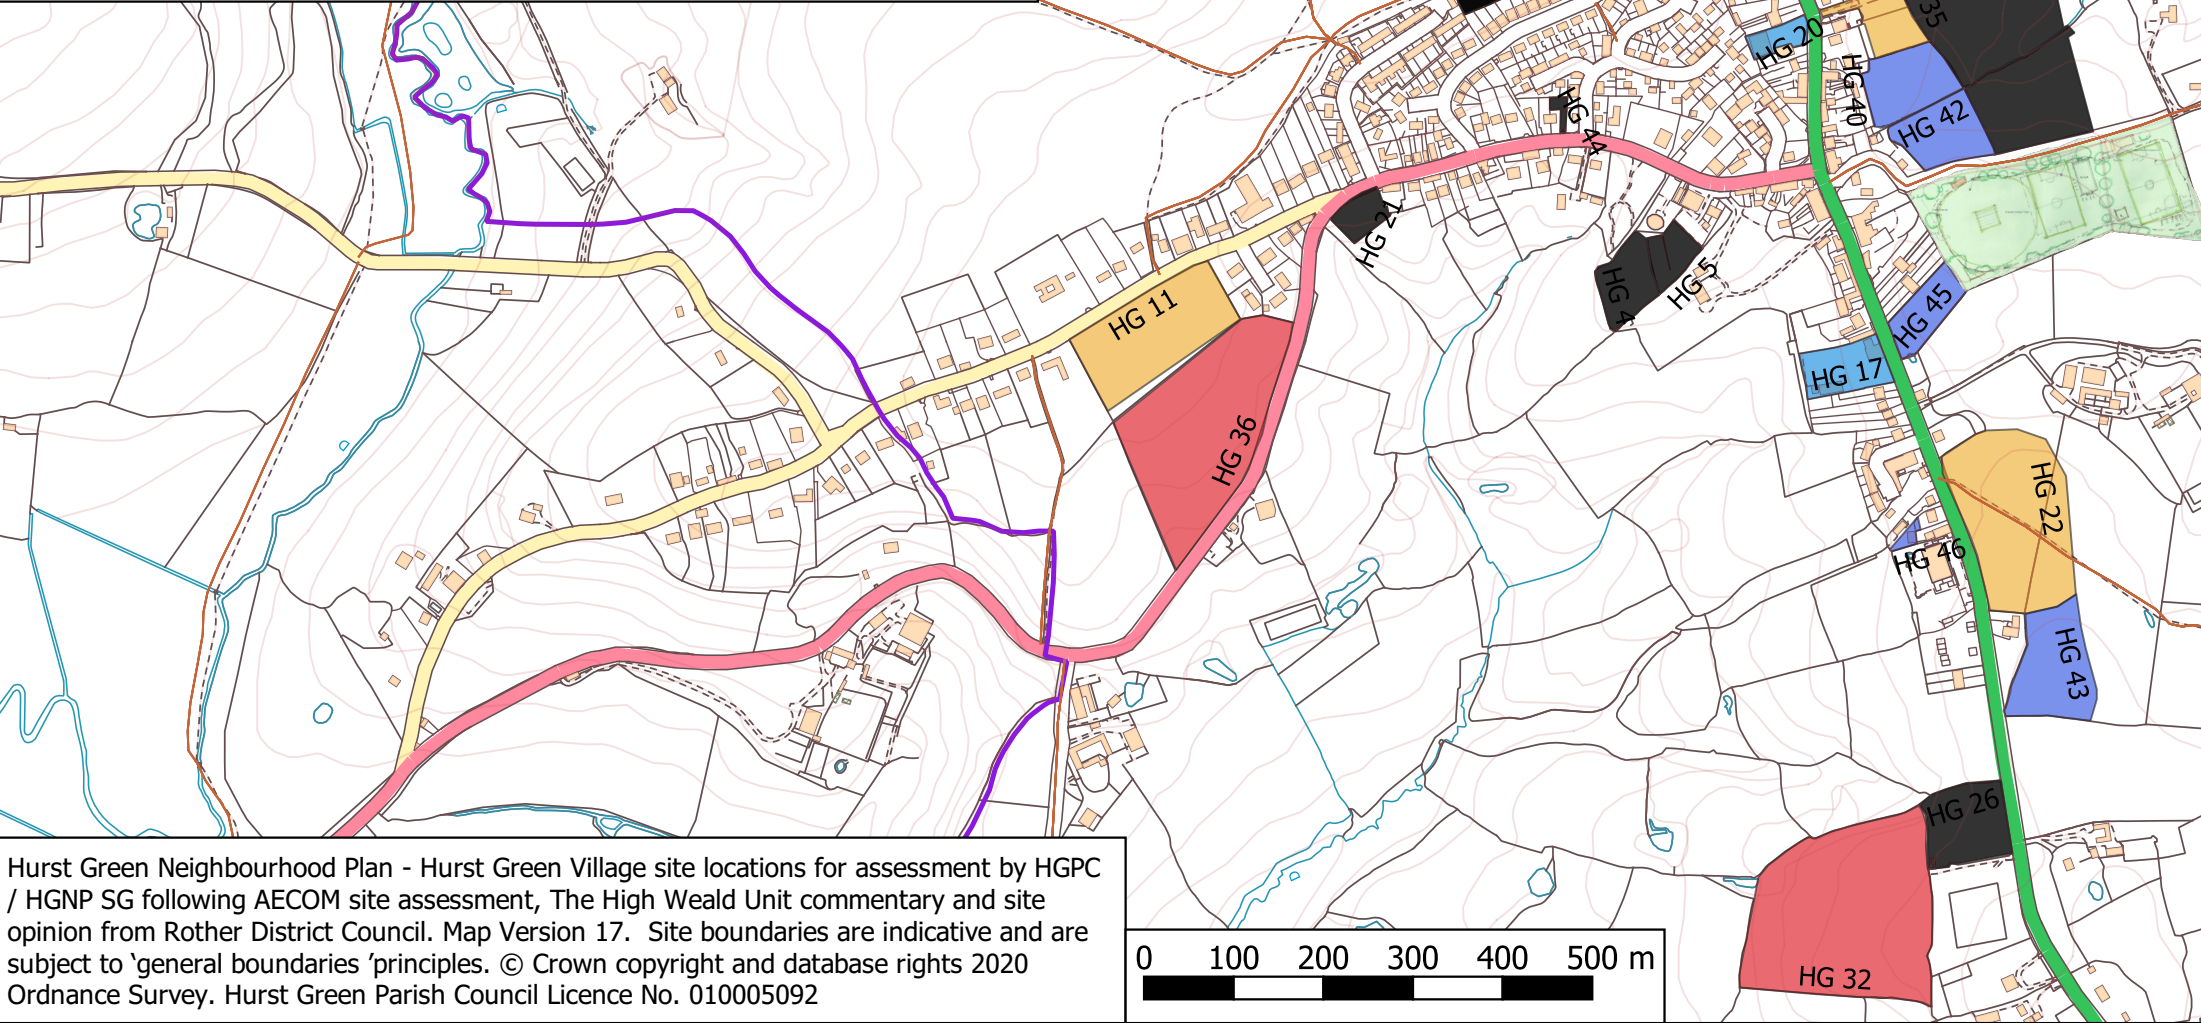 35
HG 20
HG 40
HG 42
HG 44
HG 21
HG 4
HG 5
HG 45
HG 11
HG 17
HG 36
HG 22
HG 46
HG 43
HG 26
HG 32
Hurst Green Neighbourhood Plan - Hurst Green Village site locations for assessment by HGPC
/ HGNP SG following AECOM site assessment, The High Weald Unit commentary and site
opinion from Rother District Council. Map Version 17.  Site boundaries are indicative and are
subject to ‘general boundaries ’principles. © Crown copyright and database rights 2020
Ordnance Survey. Hurst Green Parish Council Licence No. 010005092
0 100 200 300 400 500 m